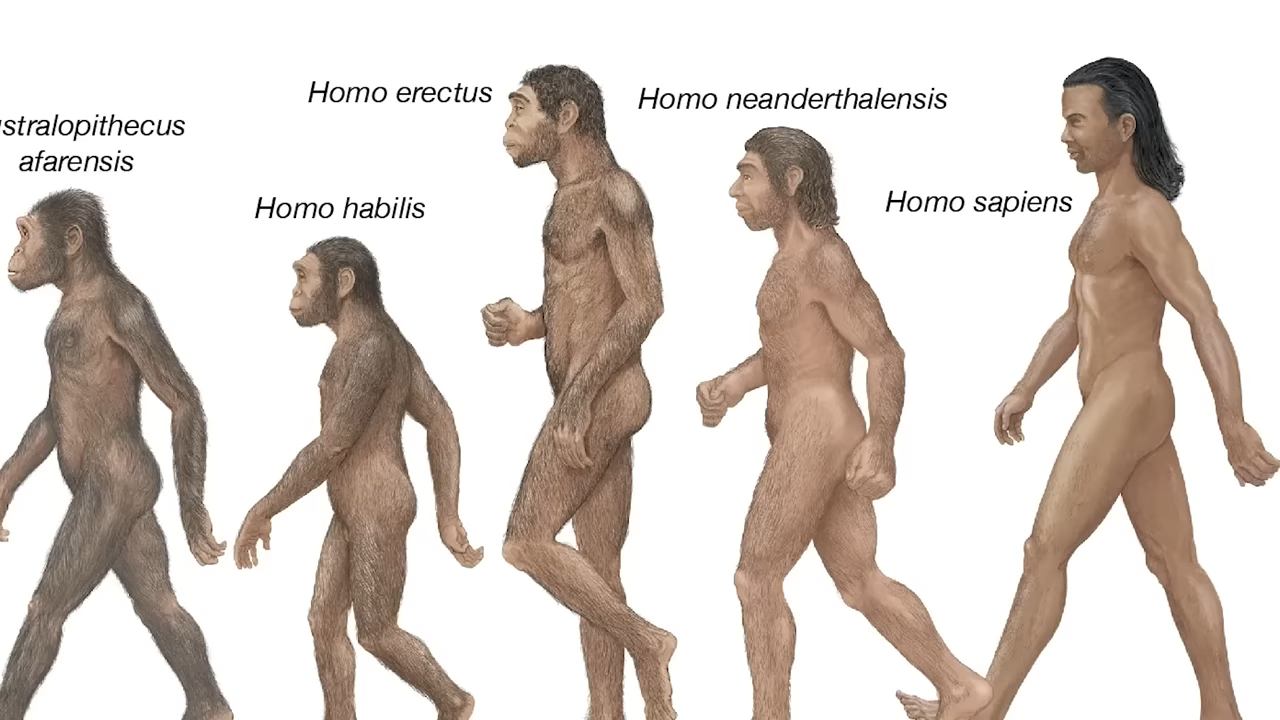 ustralopithecus
afarensis
Homo habilis
Homo erectus
Homo neanderthalensis
Homo sapiens